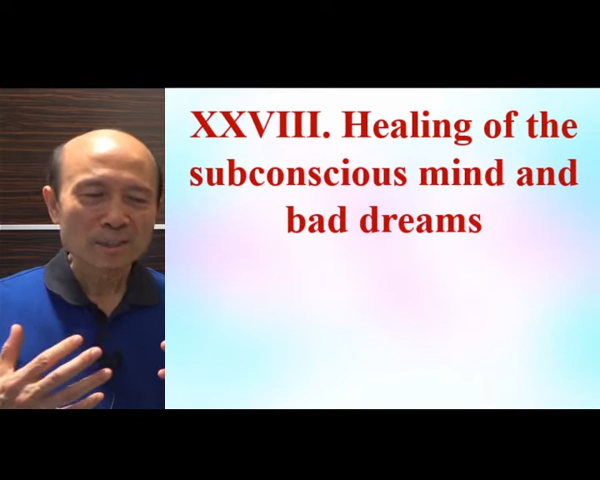 XXVIII. Healing of the
subconscious mind and
bad dreams